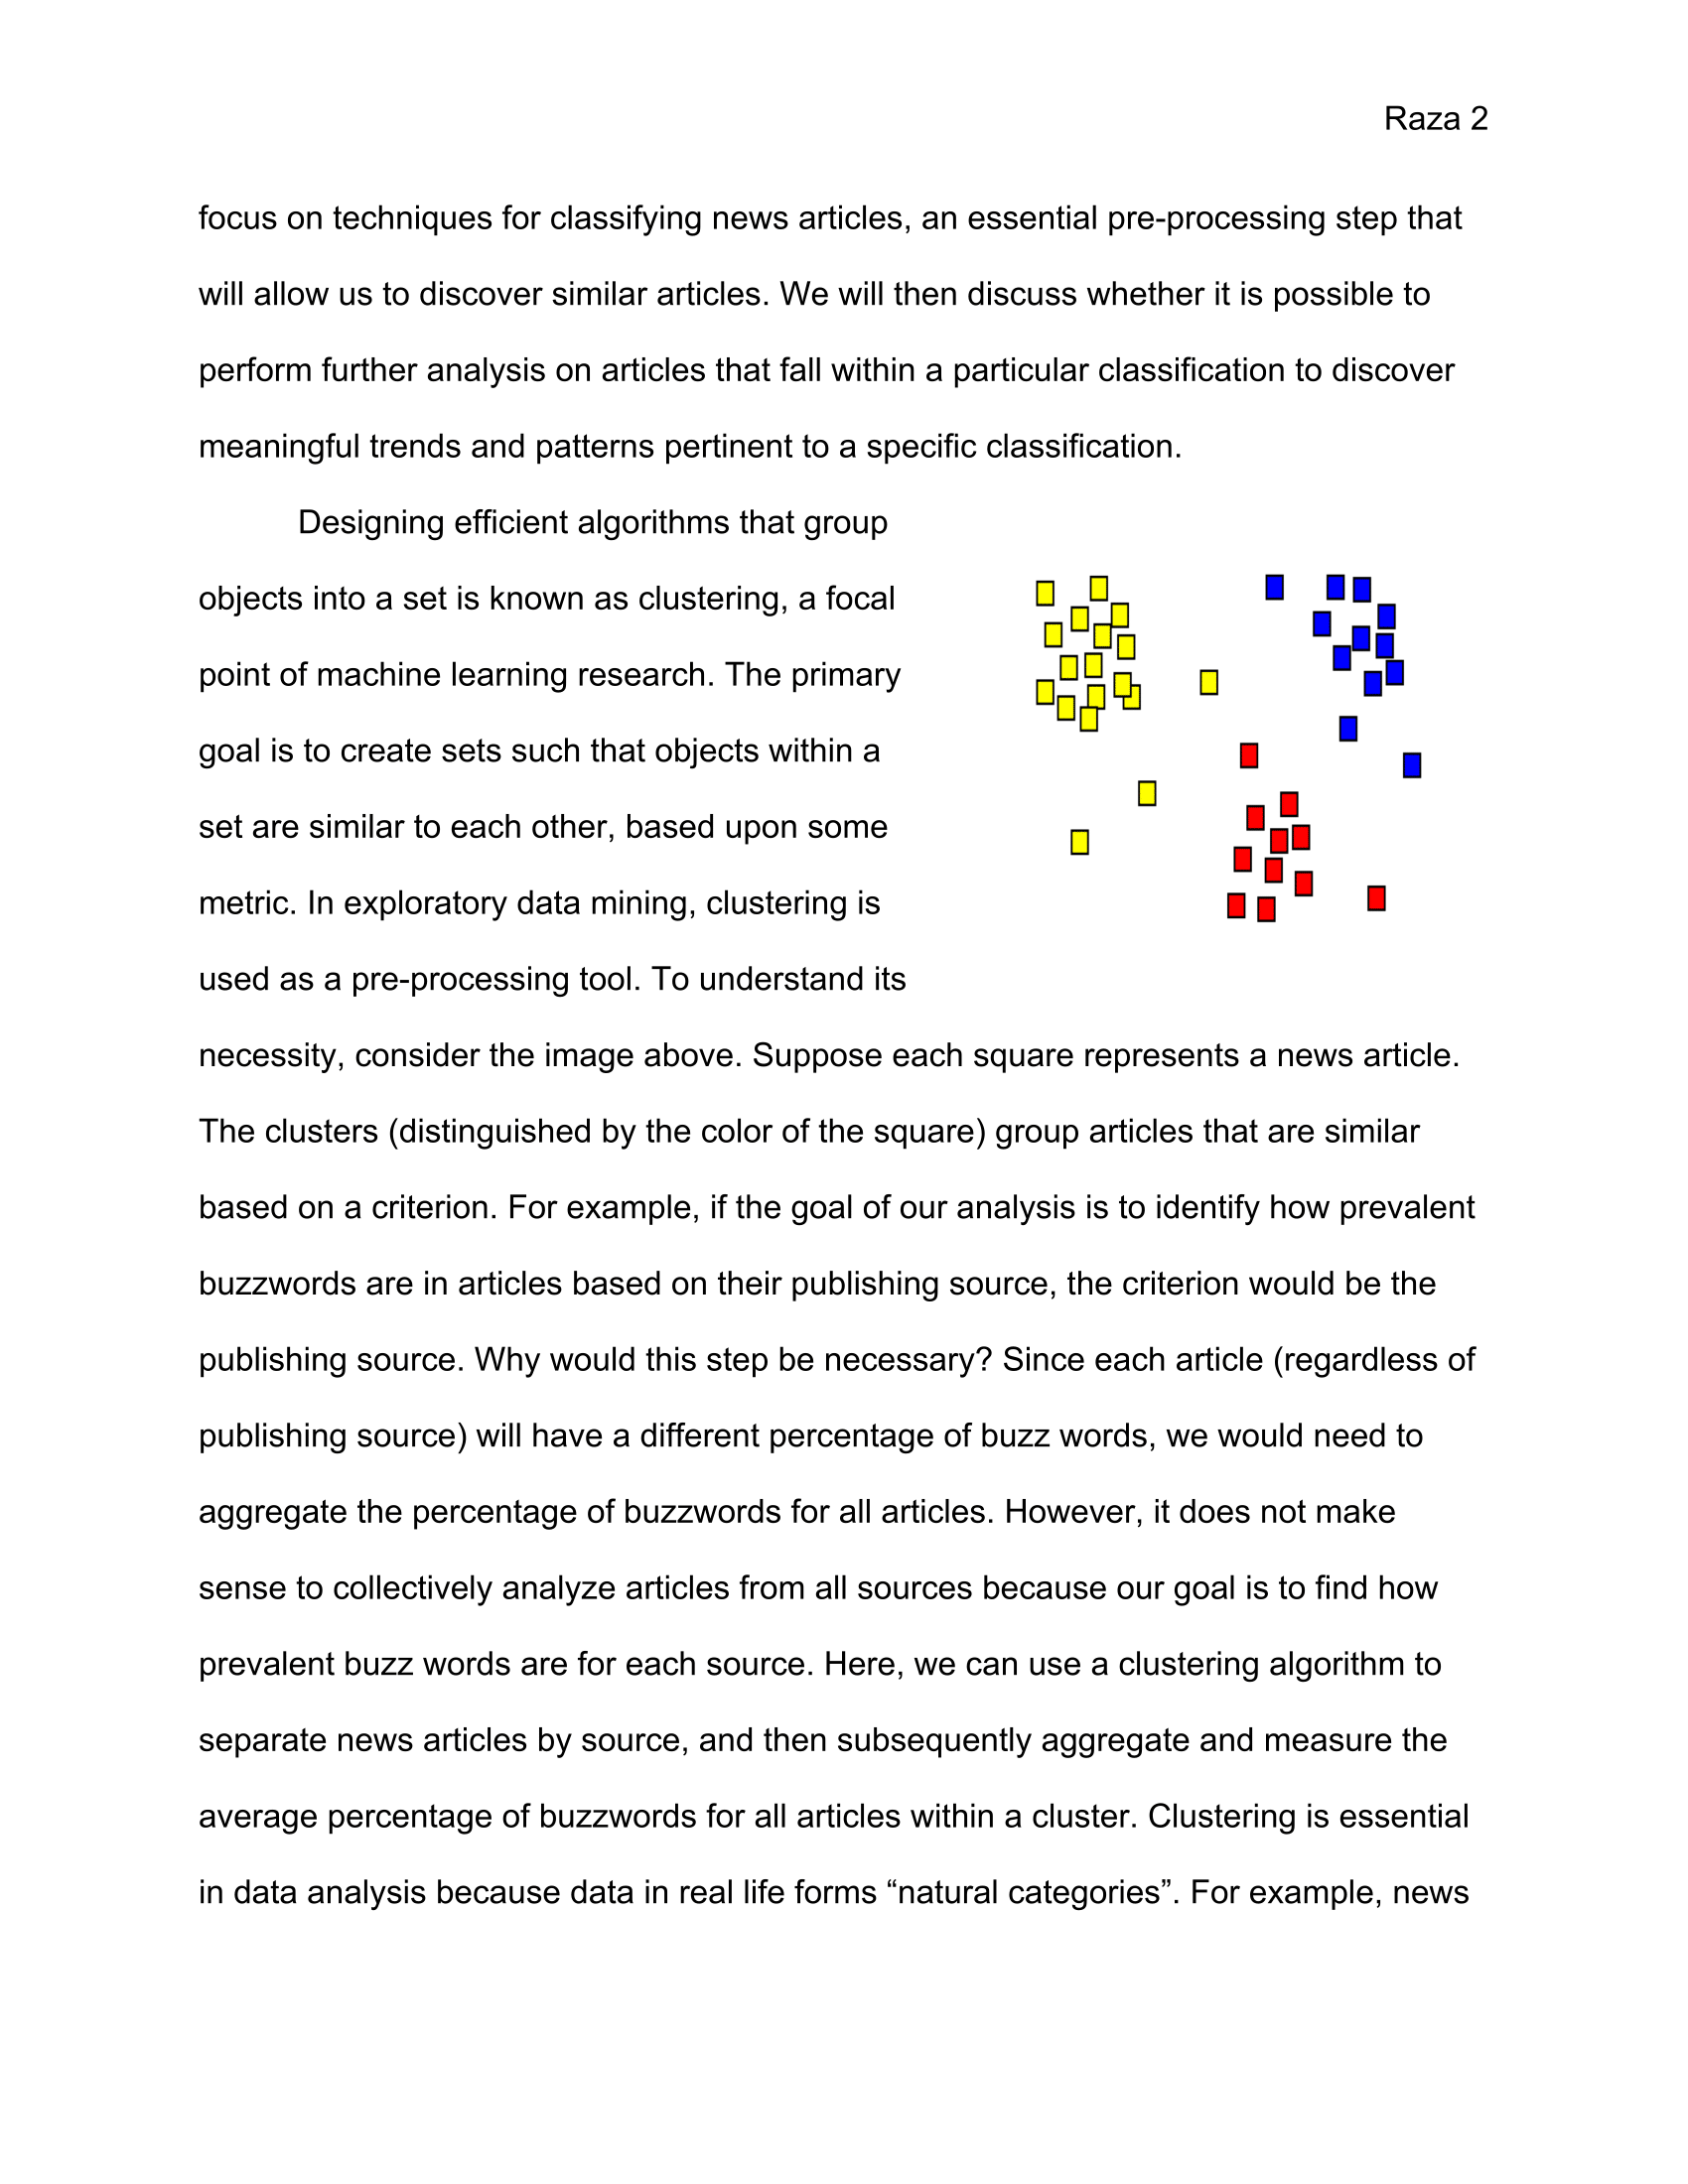 Raza 2
focus on techniques for classifying news articles, an essential pre-processing step that
will allow us to discover similar articles. We will then discuss whether it is possible to
perform further analysis on articles that fall within a particular classification to discover
meaningful trends and patterns pertinent to a specific classification.
Designing efficient algorithms that group
objects into a set is known as clustering, a focal
point of machine learning research. The primary
goal is to create sets such that objects within a
set are similar to each other, based upon some
metric. In exploratory data mining, clustering is
used as a pre-processing tool. To understand its
necessity, consider the image above. Suppose each square represents a news article.
The clusters (distinguished by the color of the square) group articles that are similar
based on a criterion. For example, if the goal of our analysis is to identify how prevalent
buzzwords are in articles based on their publishing source, the criterion would be the
publishing source. Why would this step be necessary? Since each article (regardless of
publishing source) will have a different percentage of buzz words, we would need to
aggregate the percentage of buzzwords for all articles. However, it does not make
sense to collectively analyze articles from all sources because our goal is to find how
prevalent buzz words are for each source. Here, we can use a clustering algorithm to
separate news articles by source, and then subsequently aggregate and measure the
average percentage of buzzwords for all articles within a cluster. Clustering is essential
in data analysis because data in real life forms “natural categories”. For example, news